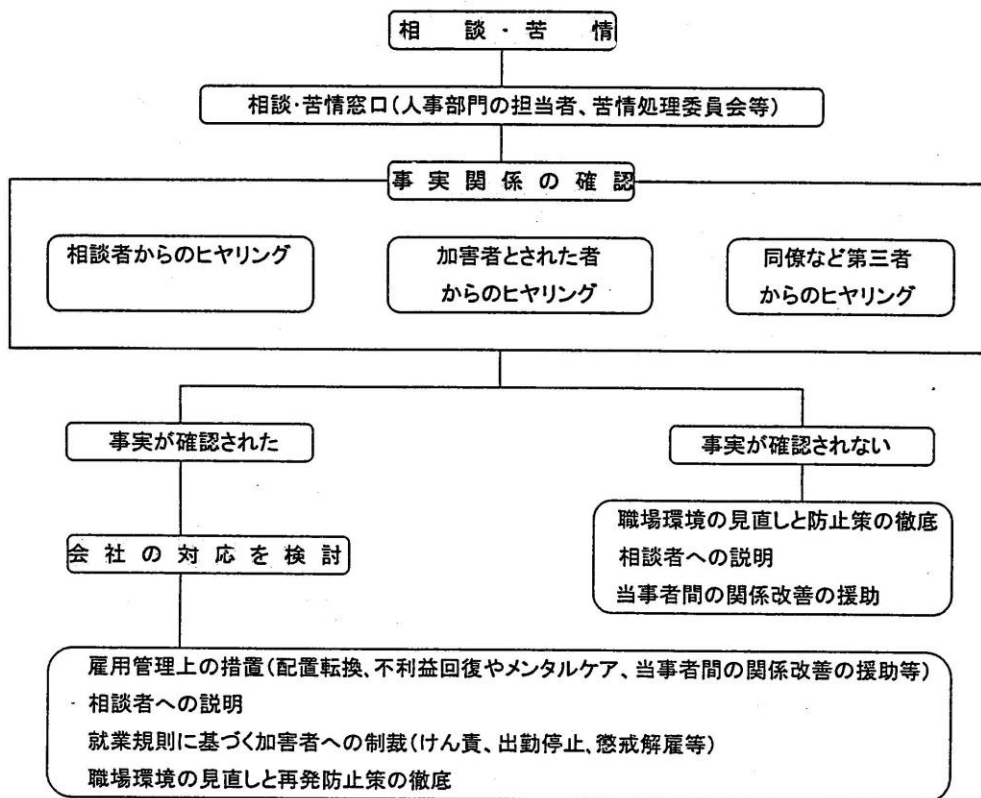 相談・苦情
相談・苦情窓口(人事部門の担当者、苦情処理委員会等)
事実関係の確認
相談者からのヒヤリング
加害者とされた者
からのヒヤリング
同僚など第三者
からのヒヤリング
事実が確認された
事実が確認されない
会社の対応を検討
職場環境の見直しと防止策の徹底
相談者への説明
当事者間の関係改善の援助
雇用管理上の措置(配置転換、不利益回復やメンタルケア、当事者間の関係改善の援助等)
相談者への説明
就業規則に基づく加害者への制裁(けん責、出勤停止、懲戒解雇等)
職場環境の見直しと再発防止策の徹底